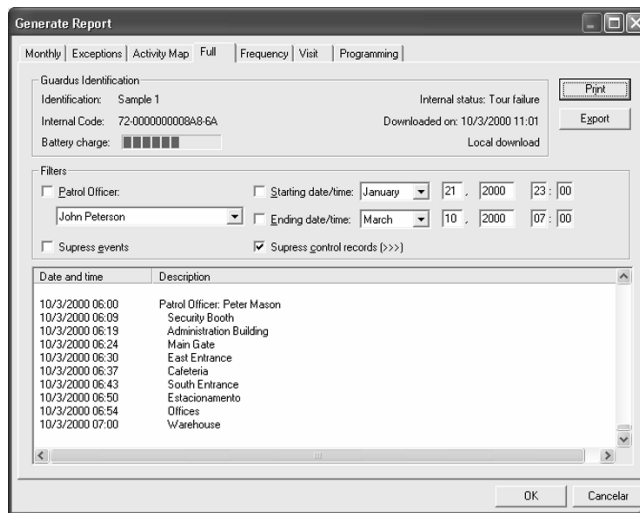 Generate Report
Monthly Exceptions Activity Map Full Frequency Visit Programming
Guardus Identification
Identification: Sample 1 Internal status: Tour failure
Internal Code: 72-0000000008A8-6A Downloaded on: 10/3/2000 11:01
Battery charge: Local download
Print
Export
Filters
Patrol Officer: Starting date/time: January 21 , 2000 23 : 00
John Peterson Ending date/time: March 10 , 2000 07 : 00
Supress events Supress control records (>>>)
Date and time Description
10/3/2000 06:00 Patrol Officer: Peter Mason
10/3/2000 06:09 Security Booth
10/3/2000 06:19 Administration Building
10/3/2000 06:24 Main Gate
10/3/2000 06:30 East Entrance
10/3/2000 06:37 Cafeteria
10/3/2000 06:43 South Entrance
10/3/2000 06:50 Estacionamento
10/3/2000 06:54 Offices
10/3/2000 07:00 Warehouse
OK Cancelar